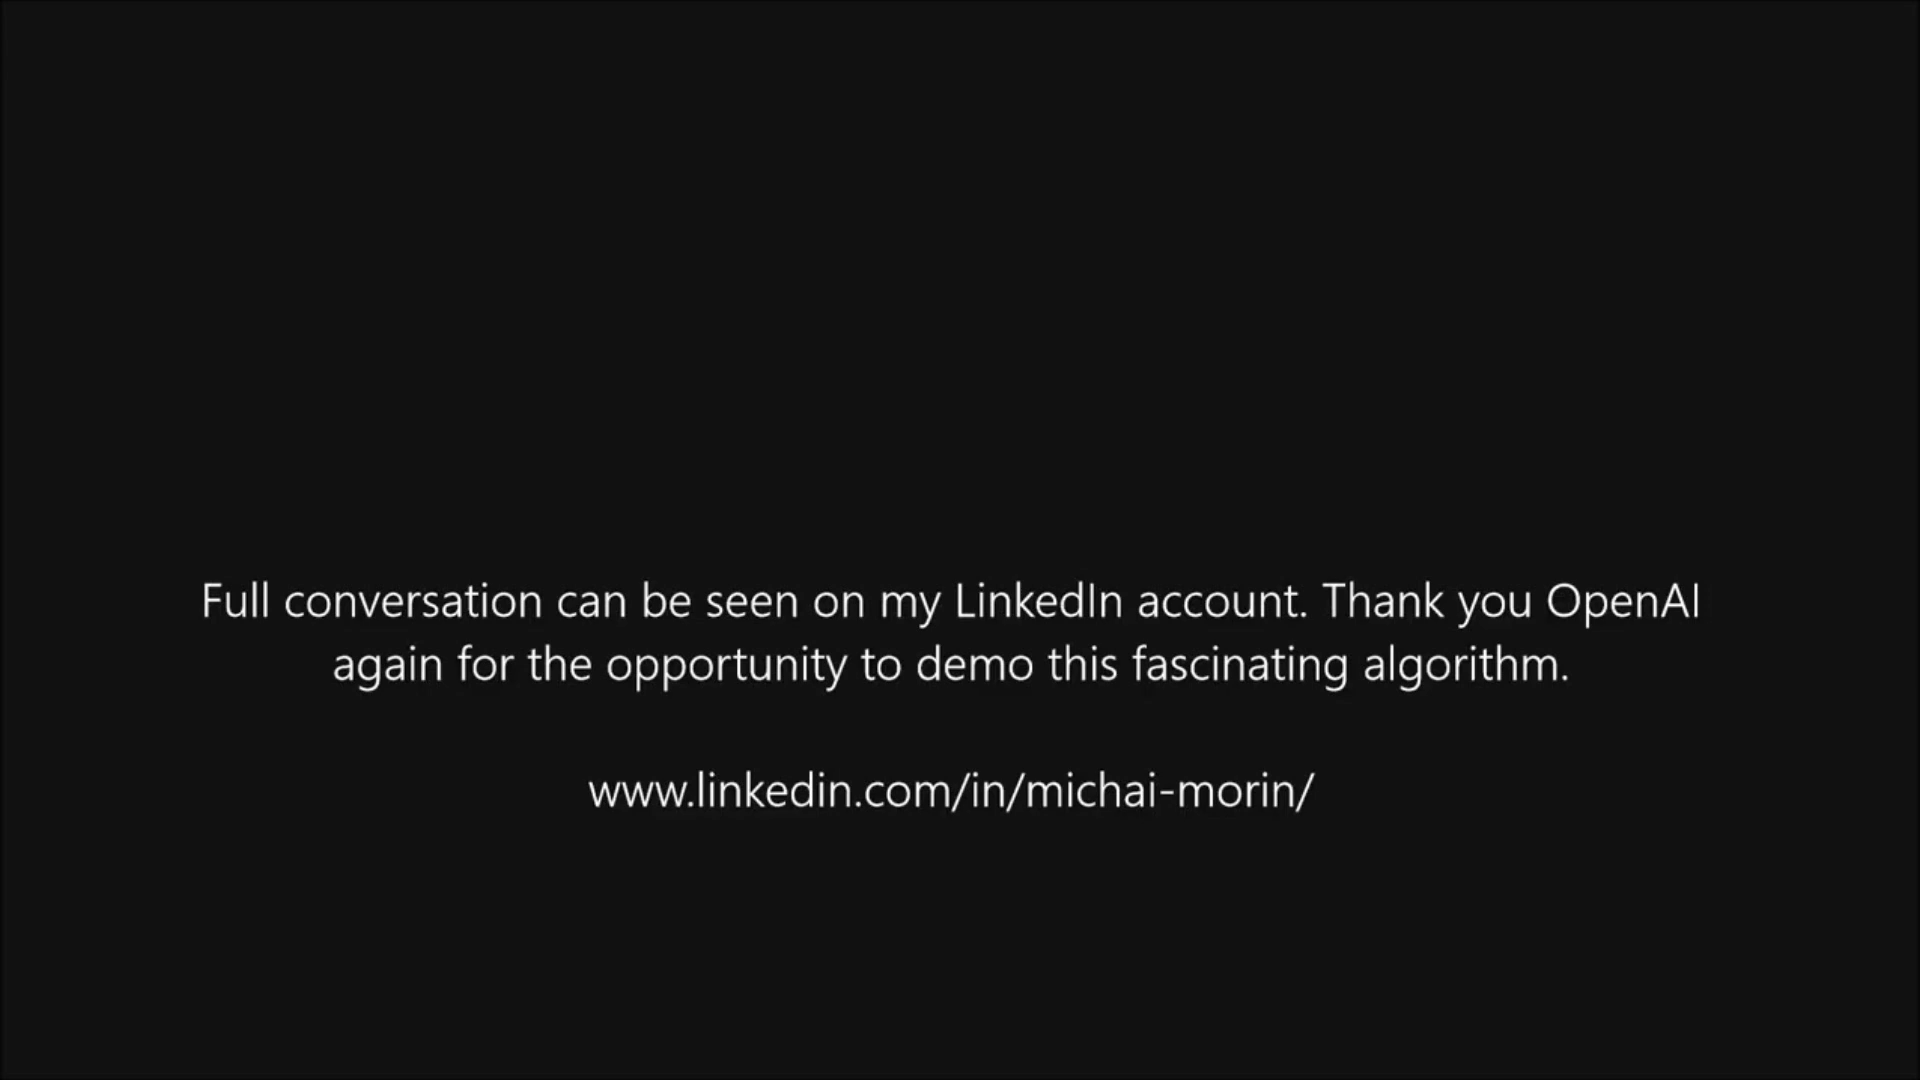 Full conversation can be seen on my LinkedIn account. Thank you OpenAI
again for the opportunity to demo this fascinating algorithm.
www.linkedin.com/in/michai-morin/